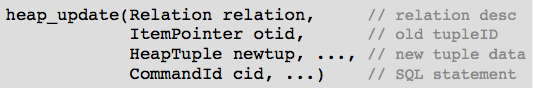 heap_update(Relation relation,      // relation desc
            ItemPointer otid,       // old tupleID
            HeapTuple newtup, ..., // new tuple data
            CommandId cid, ...)    // SQL statement